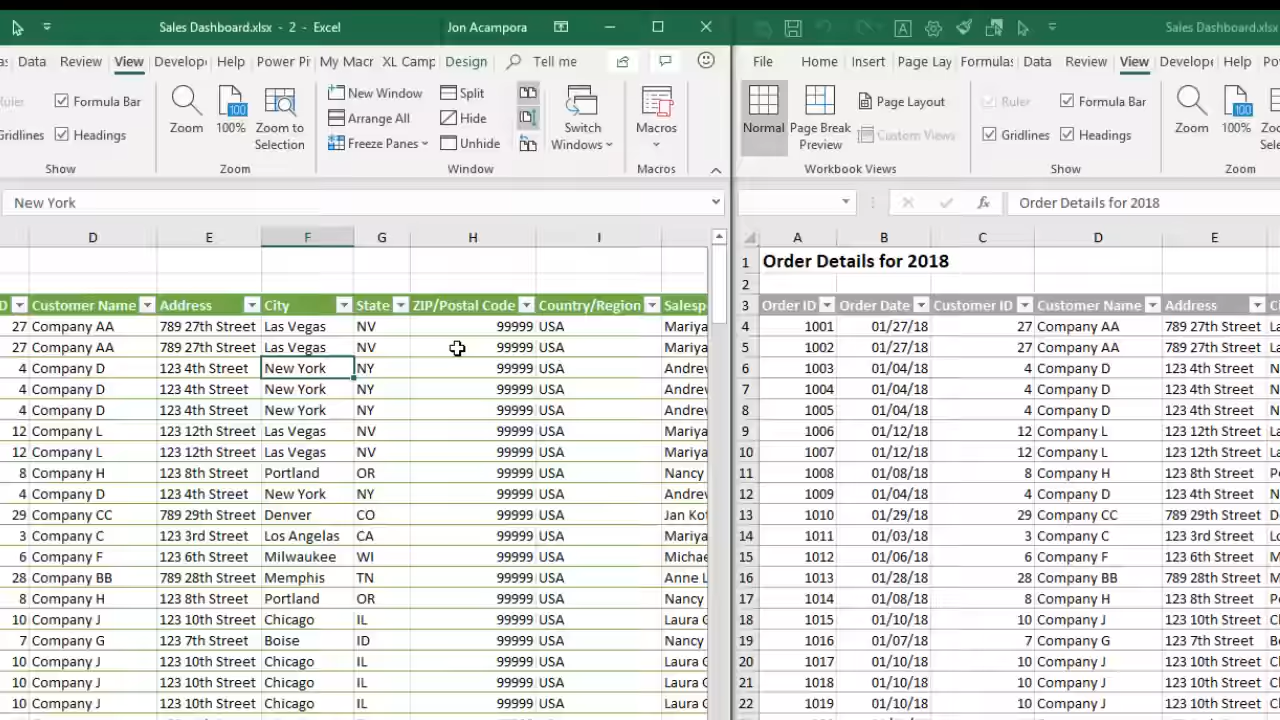 Sales Dashboard.xlsx - 2 - Excel
Jon Acampora
Data Review View Develop Help Power Pi My Macr XL Camp Design Tell me
Ruler Formula Bar
Gridlines Headings
Show
Zoom 100% Zoom to Selection
Zoom
New Window Split
Arrange All Hide
Freeze Panes Unhide
Switch Windows
Window
Macros
Macros
New York
D E F G H I
D Customer Name Address City State ZIP/Postal Code Country/Region Salesp
27 Company AA 789 27th Street Las Vegas NV 99999 USA Mariya
27 Company AA 789 27th Street Las Vegas NV 99999 USA Mariya
4 Company D 123 4th Street New York NY 99999 USA Andrew
4 Company D 123 4th Street New York NY 99999 USA Andrew
4 Company D 123 4th Street New York NY 99999 USA Andrew
12 Company L 123 12th Street Las Vegas NV 99999 USA Mariya
12 Company L 123 12th Street Las Vegas NV 99999 USA Mariya
8 Company H 123 8th Street Portland OR 99999 USA Nancy
4 Company D 123 4th Street New York NY 99999 USA Andrew
29 Company CC 789 29th Street Denver CO 99999 USA Jan Kot
3 Company C 123 3rd Street Los Angelas CA 99999 USA Mariya
6 Company F 123 6th Street Milwaukee WI 99999 USA Michae
28 Company BB 789 28th Street Memphis TN 99999 USA Anne L
8 Company H 123 8th Street Portland OR 99999 USA Nancy
10 Company J 123 10th Street Chicago IL 99999 USA Laura G
7 Company G 123 7th Street Boise ID 99999 USA Nancy
10 Company J 123 10th Street Chicago IL 99999 USA Laura G
10 Company J 123 10th Street Chicago IL 99999 USA Laura G
10 Company J 123 10th Street Chicago IL 99999 USA Laura G
Sales Dashboard.xlsx
File Home Insert Page Lay Formulas Data Review View Develope Help Po
Normal Page Break Preview
Page Layout
Custom Views
Workbook Views
Ruler Formula Bar
Gridlines Headings
Show
Zoom 100%
Zoom
fx Order Details for 2018
A B C D E
1 Order Details for 2018
2
3 Order ID Order Date Customer ID Customer Name Address
4 1001 01/27/18 27 Company AA 789 27th Street
5 1002 01/27/18 27 Company AA 789 27th Street
6 1003 01/04/18 4 Company D 123 4th Street
7 1004 01/04/18 4 Company D 123 4th Street
8 1005 01/04/18 4 Company D 123 4th Street
9 1006 01/12/18 12 Company L 123 12th Street
10 1007 01/12/18 12 Company L 123 12th Street
11 1008 01/08/18 8 Company H 123 8th Street
12 1009 01/04/18 4 Company D 123 4th Street
13 1010 01/29/18 29 Company CC 789 29th Street
14 1011 01/03/18 3 Company C 123 3rd Street
15 1012 01/06/18 6 Company F 123 6th Street
16 1013 01/28/18 28 Company BB 789 28th Street
17 1014 01/08/18 8 Company H 123 8th Street
18 1015 01/10/18 10 Company J 123 10th Street
19 1016 01/07/18 7 Company G 123 7th Street
20 1017 01/10/18 10 Company J 123 10th Street
21 1018 01/10/18 10 Company J 123 10th Street
22 1019 01/10/18 10 Company J 123 10th Street